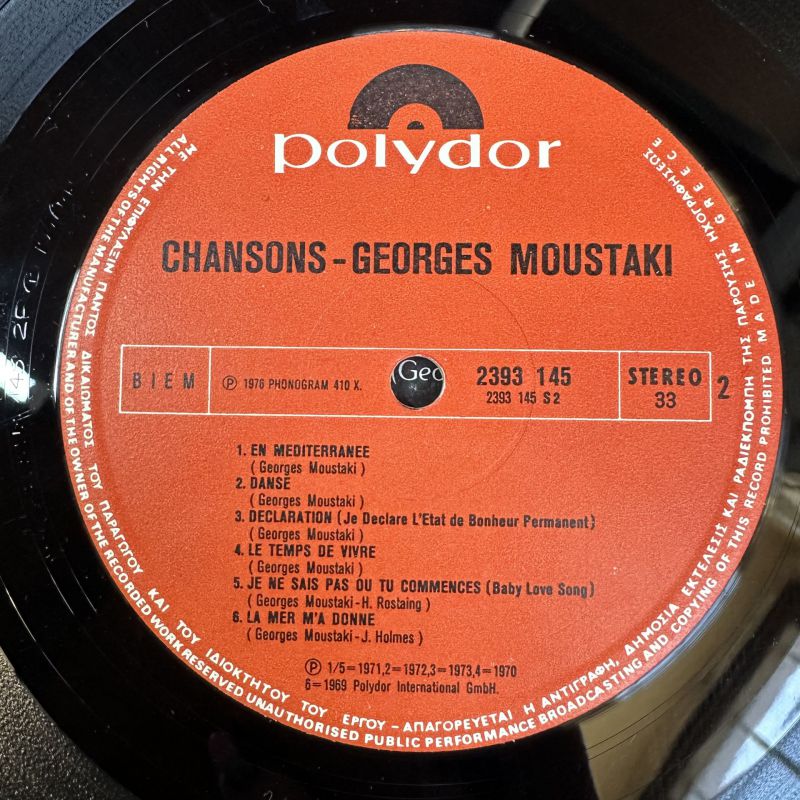 polydor
CHANSONS - GEORGES MOUSTAKI
BIEM
Ⓟ 1976 PHONOGRAM 410 X.
(Geo
2393 145
2393 145 S2
STEREO
33
2
1. EN MEDITERRANEE
(Georges Moustaki)
2. DANSE
(Georges Moustaki)
3. DECLARATION (Je Declare L'Etat de Bonheur Permanent)
(Georges Moustaki)
4. LE TEMPS DE VIVRE
(Georges Moustaki)
5. JE NE SAIS PAS OU TU COMMENCES (Baby Love Song)
(Georges Moustaki-H. Rostaing)
6. LA MER M'A DONNE
(Georges Moustaki-J. Holmes)
Ⓟ 1/5=1971,2=1972,3=1973,4=1970
6=1969 Polydor International GmbH.
ΜΕ ΤΗΝ ΕΠΙΦΥΛΑΞΙΝ ΠΑΝΤΟΣ ΔΙΚΑΙΩΜΑΤΟΣ ΤΟΥ ΠΑΡΑΓΩΓΟΥ ΚΑΙ ΤΟΥ ΙΔΙΟΚΤΗΤΟΥ ΤΟΥ ΕΡΓΟΥ - ΑΠΑΓΟΡΕΥΕΤΑΙ Η ΑΝΤΙΓΡΑΦΗ, ΔΗΜΟΣΙΑ ΕΚΤΕΛΕΣΙΣ ΚΑΙ ΡΑΔΙΕΚΠΟΜΠΗ ΤΗΣ ΠΑΡΟΥΣΗΣ ΗΧΟΓΡΑΦΗΣΕΩΣ
ALL RIGHTS OF THE MANUFACTURER AND OF THE OWNER OF THE RECORDED WORK RESERVED UNAUTHORISED PUBLIC PERFORMANCE BROADCASTING AND COPYING OF THIS RECORD PROHIBITED MADE IN GREECE